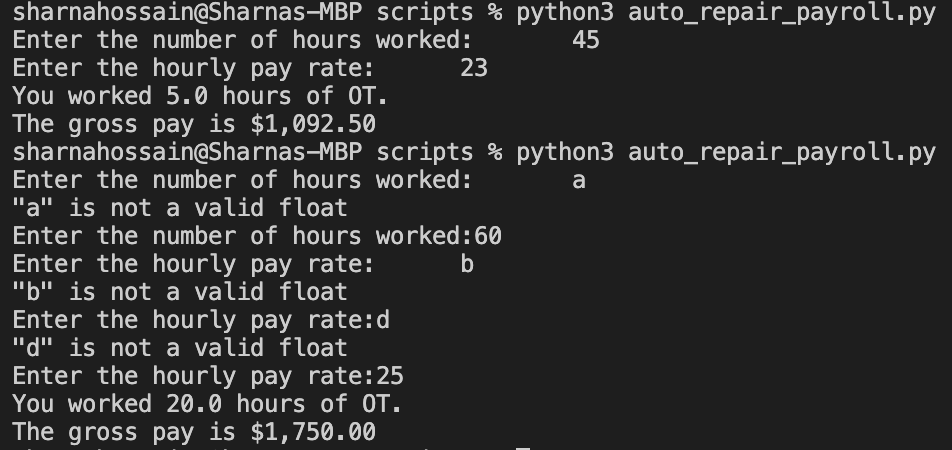 sharnahossain@Sharnas-MBP scripts % python3 auto_repair_payroll.py
Enter the number of hours worked:       45
Enter the hourly pay rate:      23
You worked 5.0 hours of OT.
The gross pay is $1,092.50
sharnahossain@Sharnas-MBP scripts % python3 auto_repair_payroll.py
Enter the number of hours worked:       a
"a" is not a valid float
Enter the number of hours worked:60
Enter the hourly pay rate:      b
"b" is not a valid float
Enter the hourly pay rate:d
"d" is not a valid float
Enter the hourly pay rate:25
You worked 20.0 hours of OT.
The gross pay is $1,750.00